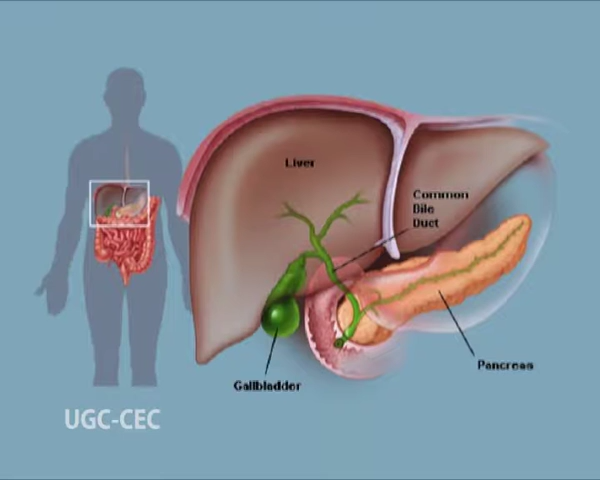 Liver
Common
Bile
Duct
Pancreas
Gallbladder
UGC-CEC